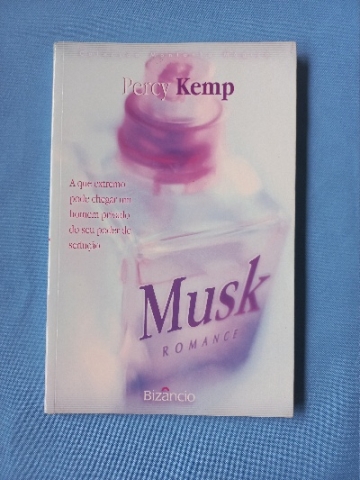 Percy Kemp
A que extremo
pode chegar um
homem privado
do seu poder de
sedução
Musk
ROMANCE
Bizâncio